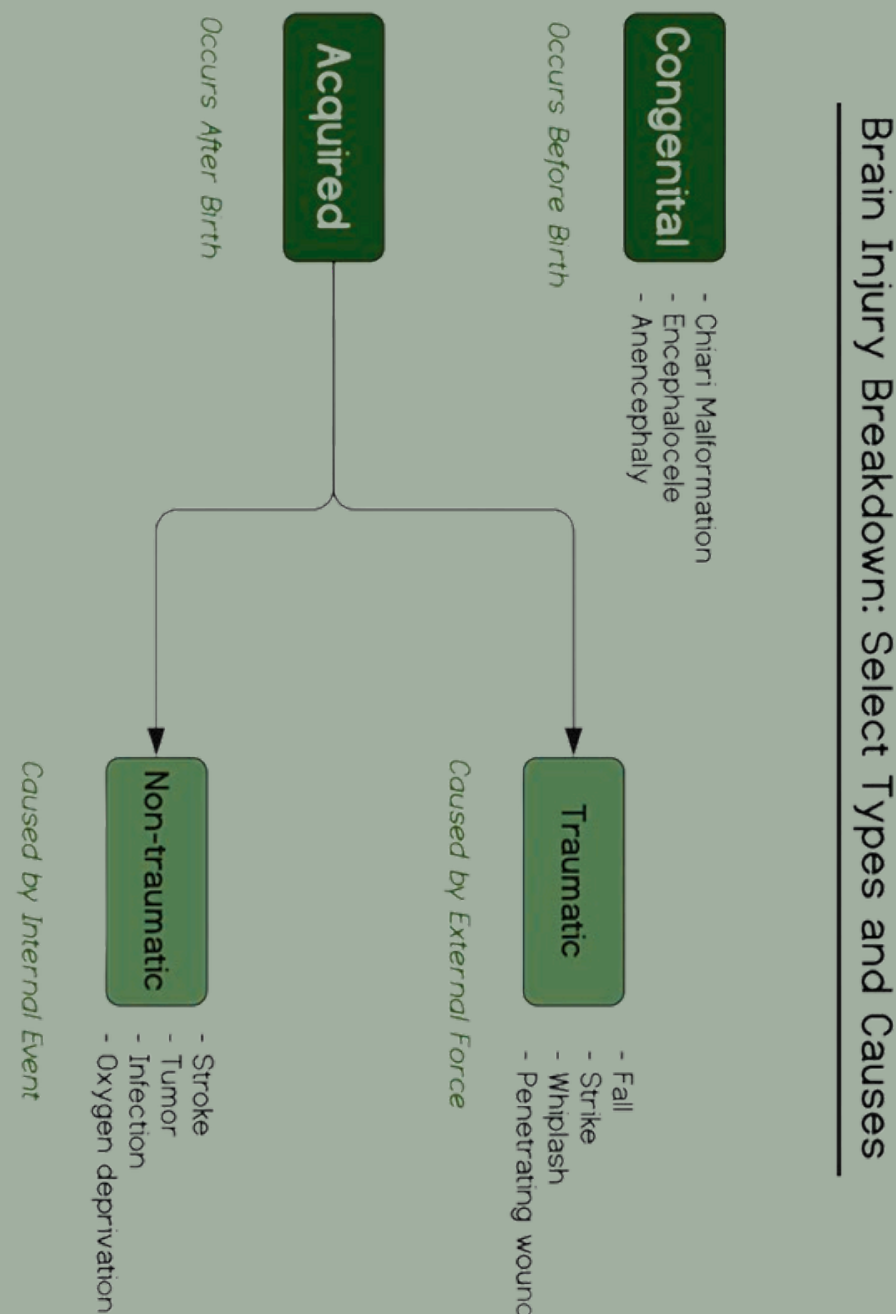 Brain Injury Breakdown: Select Types and Causes
Congenital
Occurs Before Birth
- Chiari Malformation
- Encephalocele
- Anencephaly
Acquired
Occurs After Birth
Traumatic
Caused by External Force
- Fall
- Strike
- Whiplash
- Penetrating wound
Non-traumatic
Caused by Internal Event
- Stroke
- Tumor
- Infection
- Oxygen deprivation